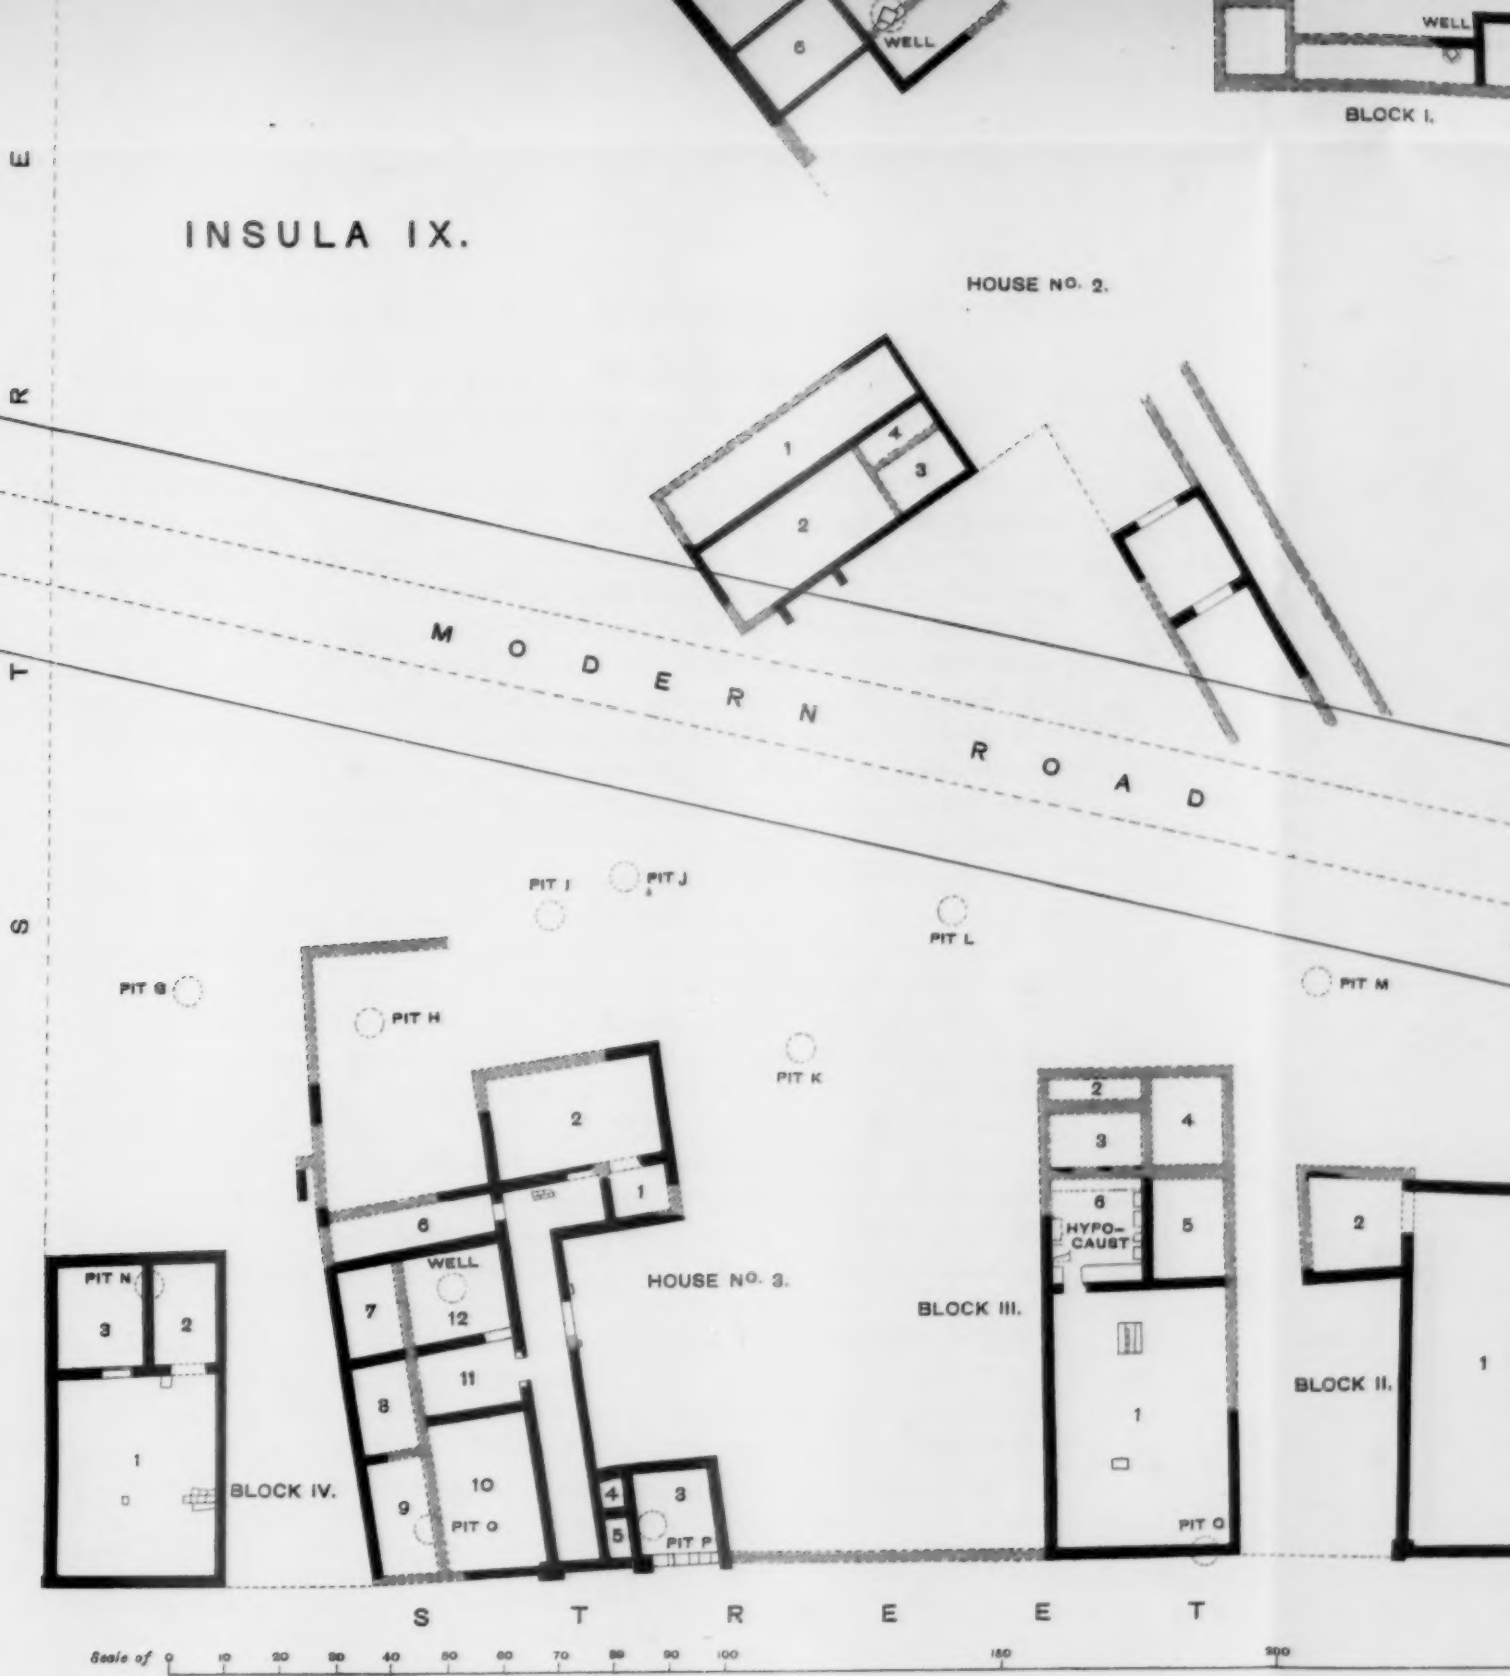 6
WELL
WELL
BLOCK I.
INSULA IX.
HOUSE NO. 2.
1
4
3
2
MODERN ROAD
STRE
PIT I
PIT J
PIT L
PIT G
PIT H
PIT M
PIT K
2
1
6
WELL
7
12
HOUSE NO. 3.
11
8
10
9
PIT O
4
3
5
PIT P
PIT N
3
2
1
BLOCK IV.
2
3
4
6
HYPO-
CAUST
5
BLOCK III.
1
PIT Q
2
BLOCK II.
1
STREET
Scale of 0 10 20 30 40 50 60 70 80 90 100 150 200